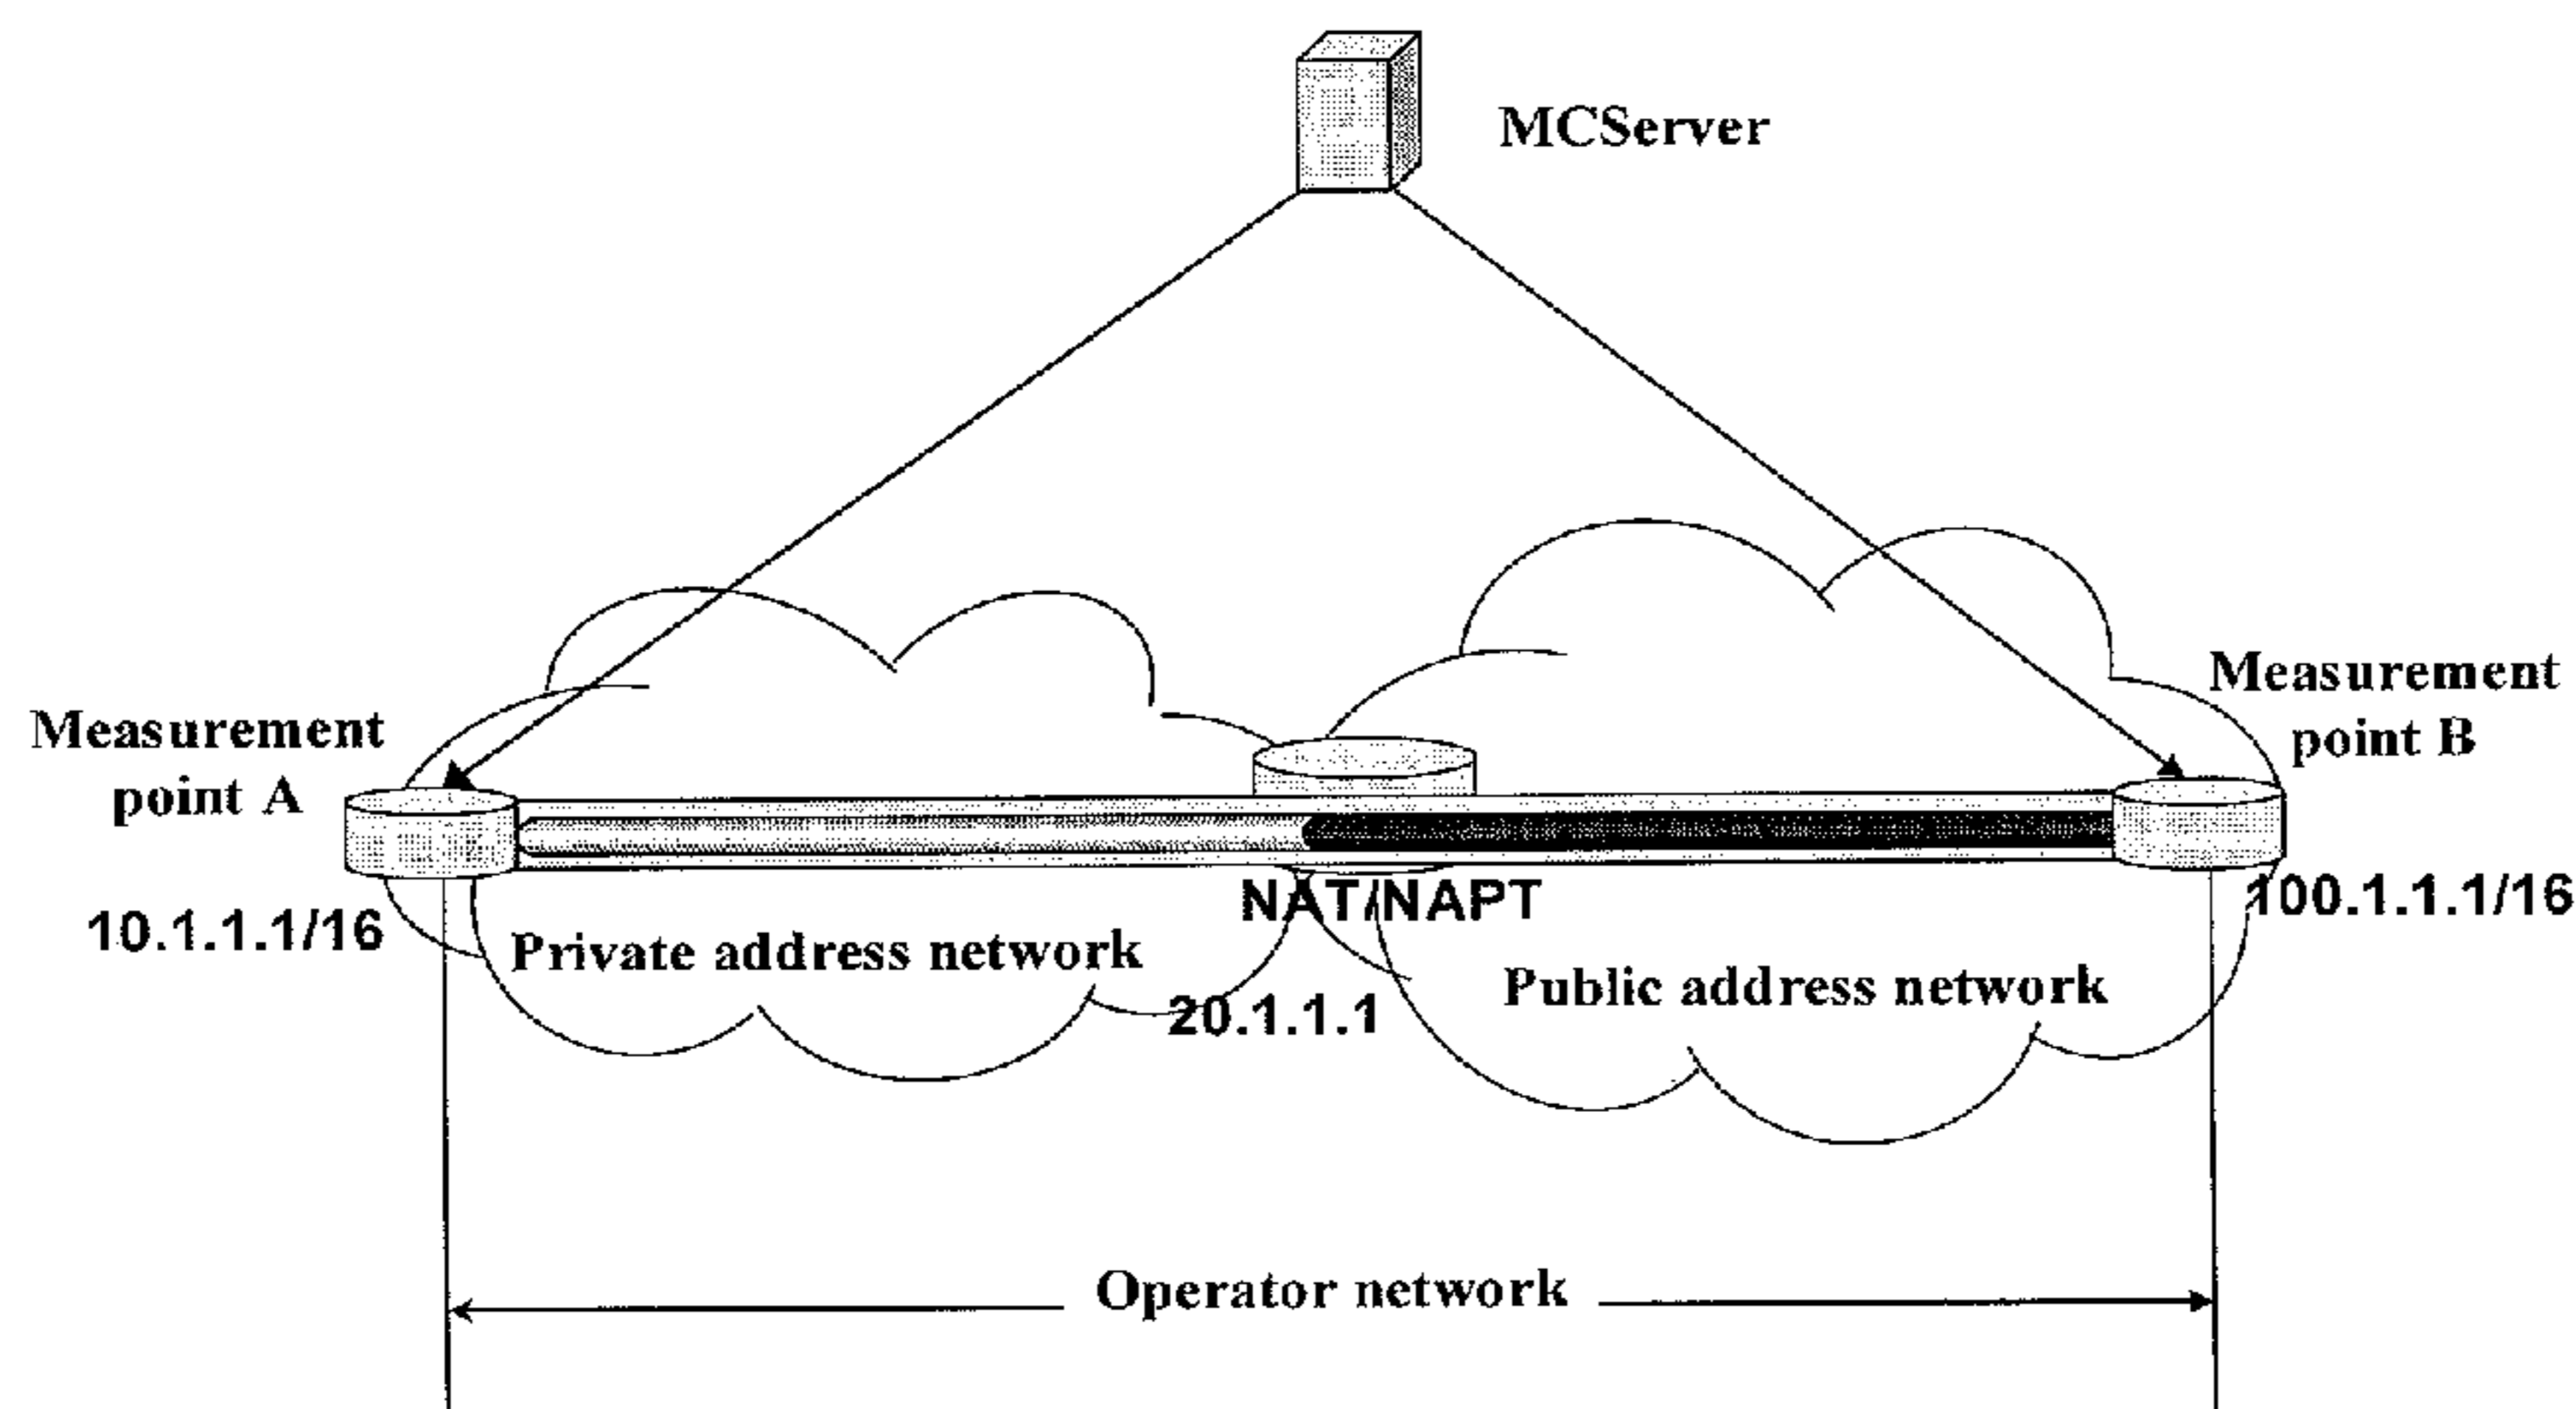 MCServer
Measurement
point A
Measurement
point B
10.1.1.1/16
NAT/NAPT
100.1.1.1/16
Private address network
20.1.1.1
Public address network
Operator network